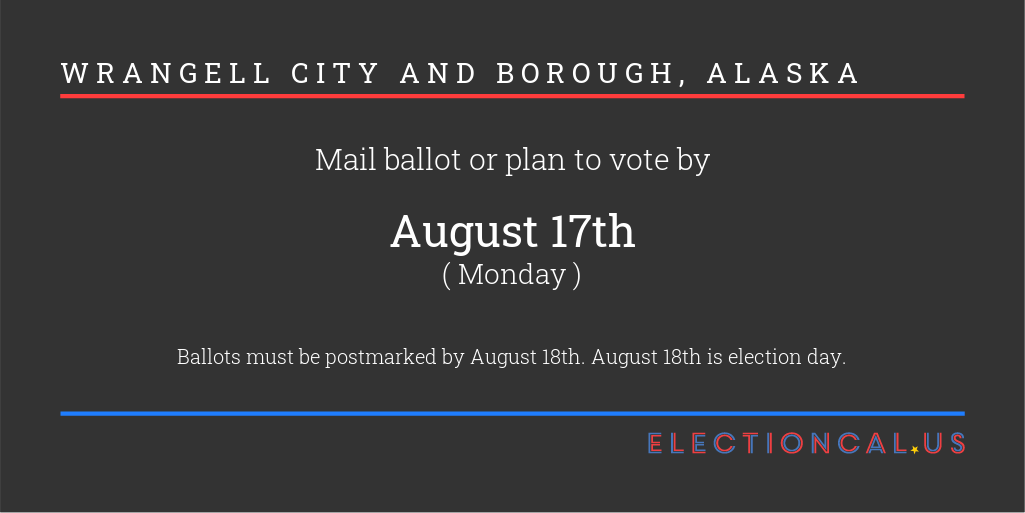 WRANGELL CITY AND BOROUGH, ALASKA
Mail ballot or plan to vote by
August 17th
( Monday )
Ballots must be postmarked by August 18th. August 18th is election day.
ELECTIONCAL.US